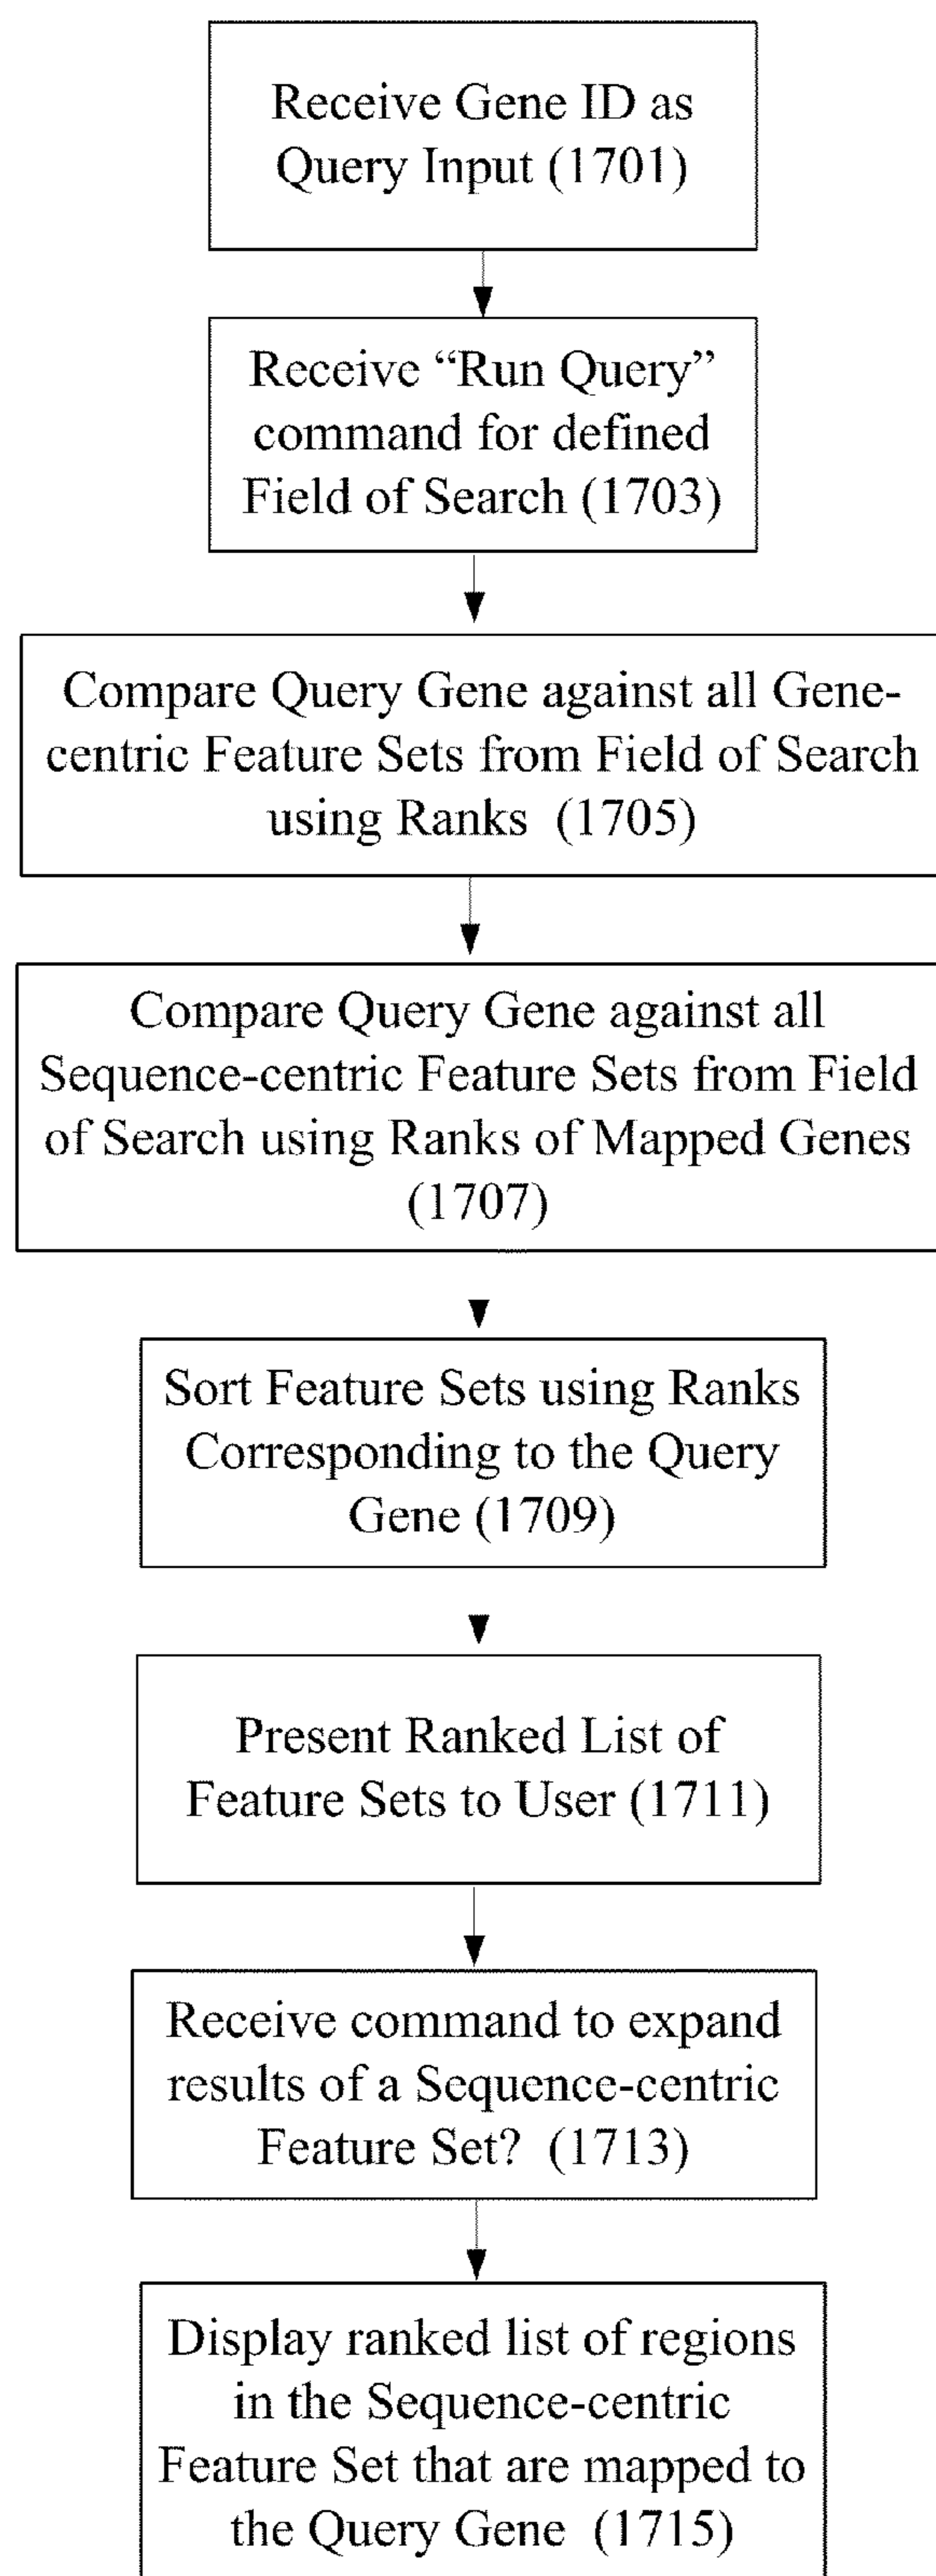 Receive Gene ID as
Query Input (1701)
Receive “Run Query”
command for defined
Field of Search (1703)
Compare Query Gene against all Gene-
centric Feature Sets from Field of Search
using Ranks (1705)
Compare Query Gene against all
Sequence-centric Feature Sets from Field
of Search using Ranks of Mapped Genes
(1707)
Sort Feature Sets using Ranks
Corresponding to the Query
Gene (1709)
Present Ranked List of
Feature Sets to User (1711)
Receive command to expand
results of a Sequence-centric
Feature Set? (1713)
Display ranked list of regions
in the Sequence-centric
Feature Set that are mapped to
the Query Gene (1715)